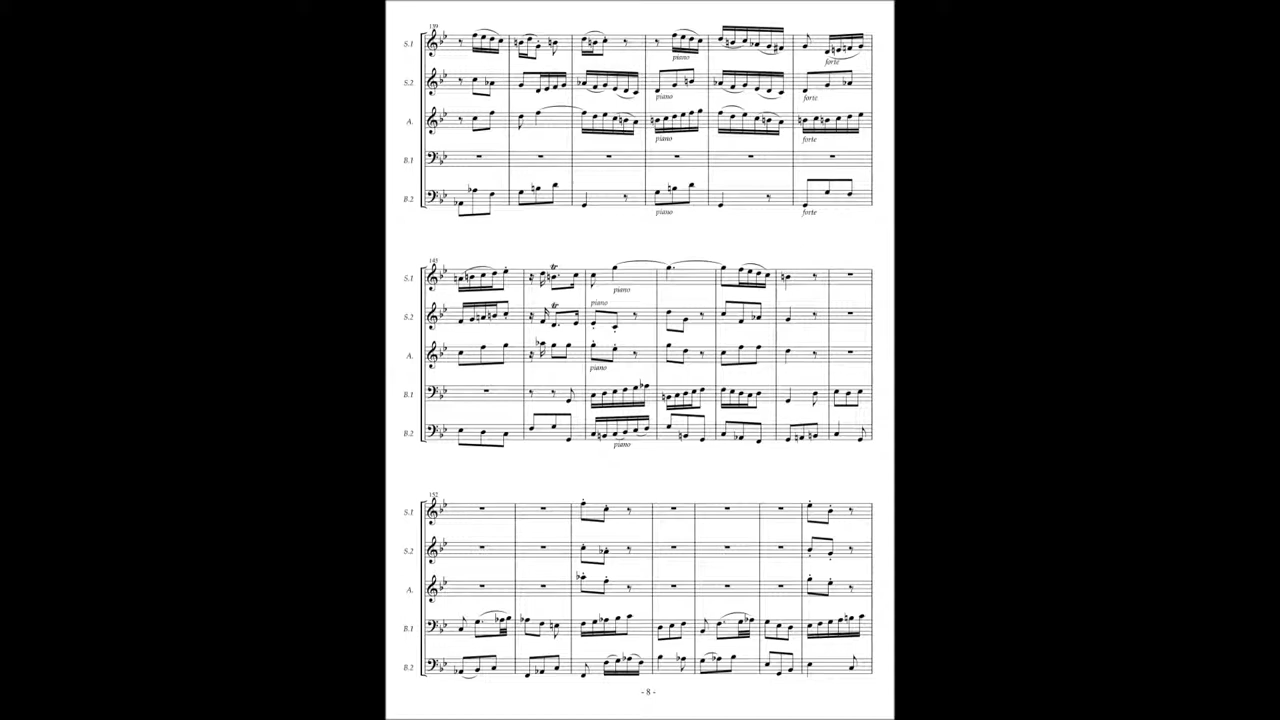 139
S.1
piano
forte
S.2
piano
forte
A.
piano
forte
B.1
B.2
piano
forte
145
S.1
piano
piano
S.2
A.
piano
B.1
B.2
piano
152
S.1
S.2
A.
B.1
B.2
- 8 -